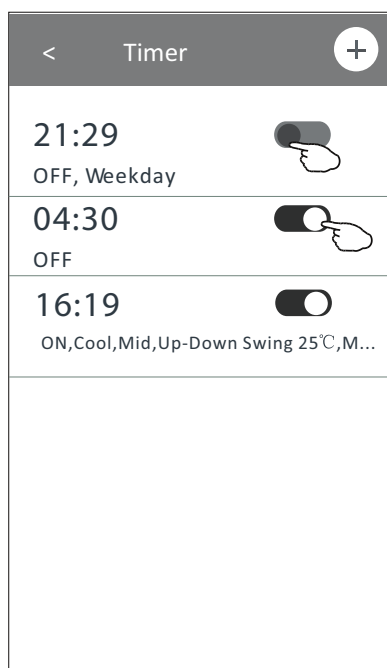 < Timer +
21:29
OFF, Weekday
04:30
OFF
16:19
ON,Cool,Mid,Up-Down Swing 25℃,M...